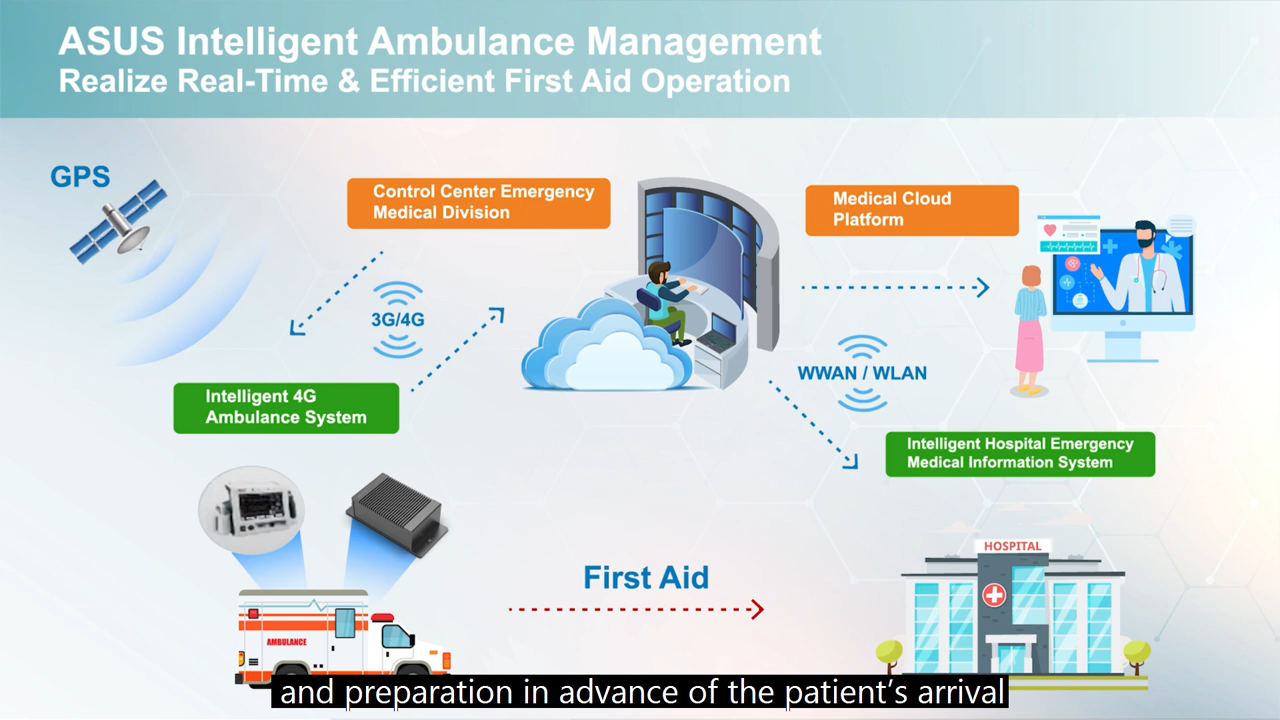 ASUS Intelligent Ambulance Management
Realize Real-Time & Efficient First Aid Operation
GPS
Control Center Emergency
Medical Division
Medical Cloud
Platform
3G/4G
WWAN / WLAN
Intelligent 4G
Ambulance System
Intelligent Hospital Emergency
Medical Information System
HOSPITAL
First Aid
AMBULANCE
and preparation in advance of the patient’s arrival